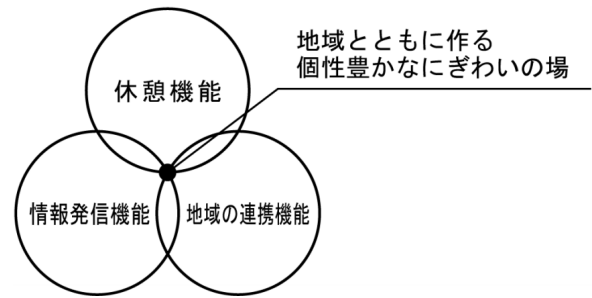 地域とともに作る
個性豊かなにぎわいの場
休憩機能
情報発信機能
地域の連携機能